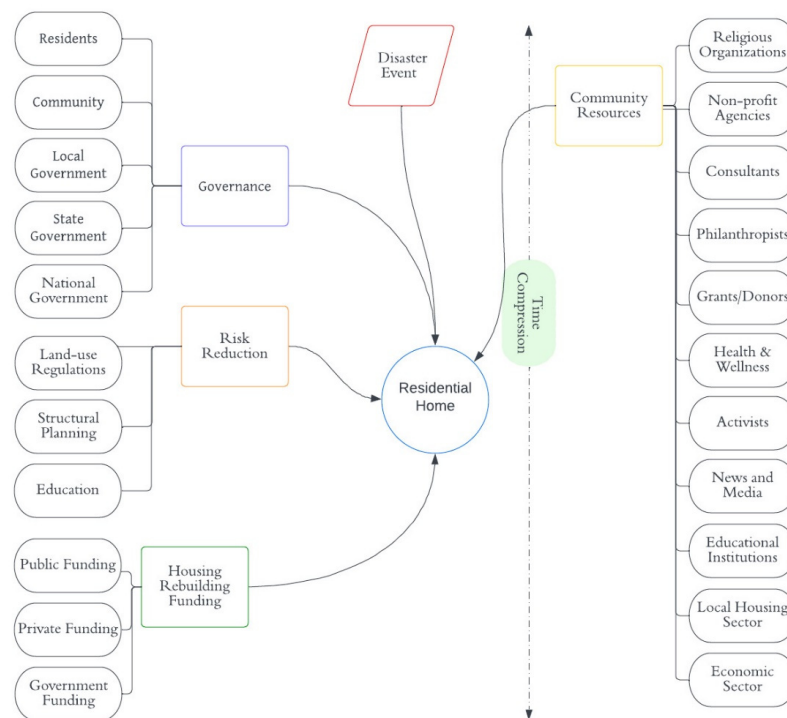 Residents
Community
Local
Government
State
Government
National
Government
Governance
Land-use
Regulations
Structural
Planning
Education
Risk
Reduction
Public Funding
Private Funding
Government
Funding
Housing
Rebuilding
Funding
Disaster
Event
Residential
Home
Time
Compression
Community
Resources
Religious
Organizations
Non-profit
Agencies
Consultants
Philanthropists
Grants/Donors
Health &
Wellness
Activists
News and
Media
Educational
Institutions
Local Housing
Sector
Economic
Sector